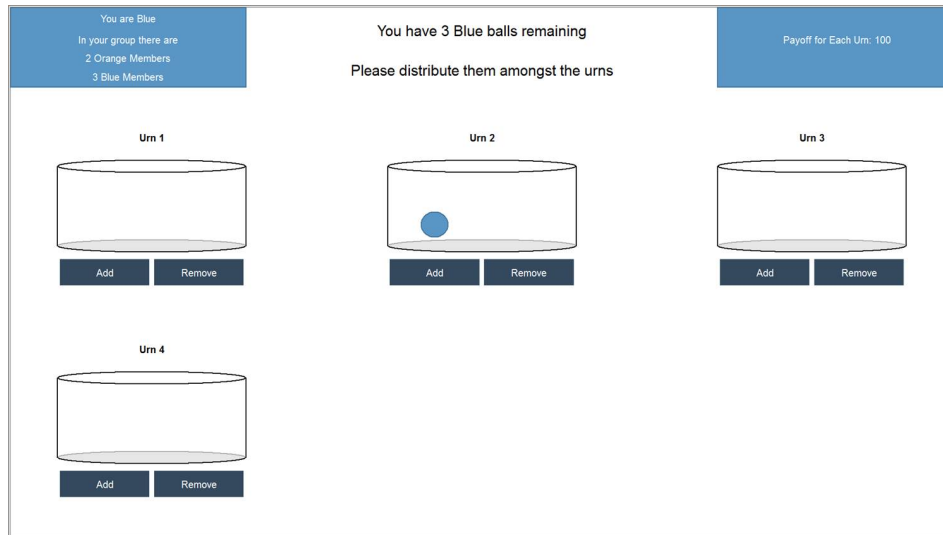 You are Blue
In your group there are
2 Orange Members
3 Blue Members
You have 3 Blue balls remaining
Please distribute them amongst the urns
Payoff for Each Urn: 100
Urn 1
Urn 2
Urn 3
Add Remove
Add Remove
Add Remove
Urn 4
Add Remove